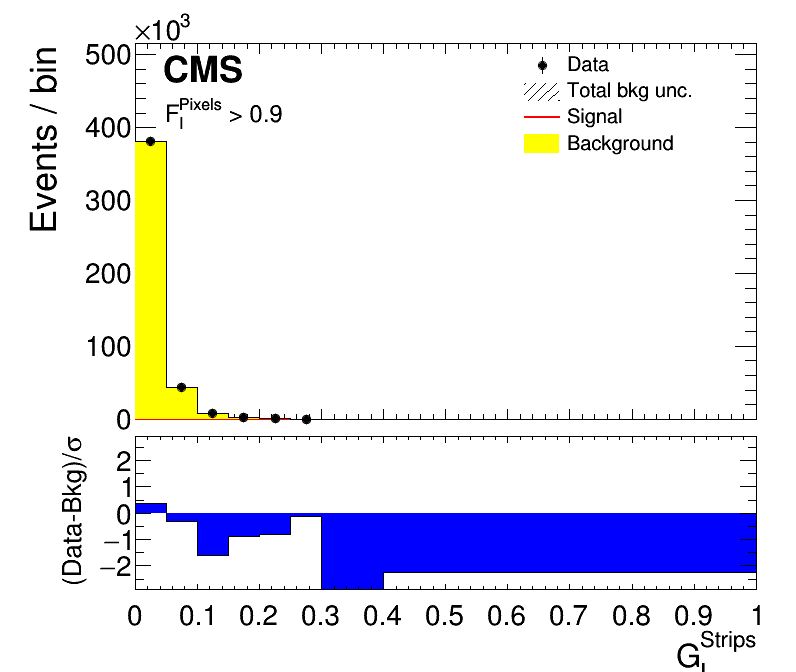 ×10³
500
400
300
200
100
0
Events / bin
CMS
F_I^Pixels > 0.9
Data
Total bkg unc.
Signal
Background
2
1
0
−1
−2
(Data-Bkg)/σ
0 0.1 0.2 0.3 0.4 0.5 0.6 0.7 0.8 0.9 1
G_I^Strips